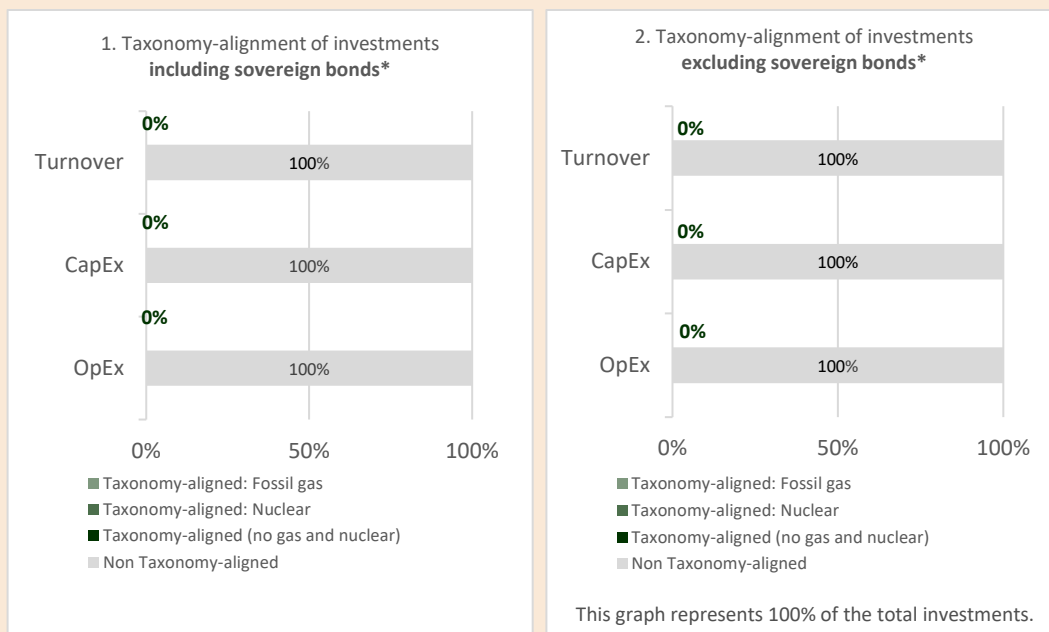 1. Taxonomy-alignment of investments
including sovereign bonds*
0%
Turnover
100%
0%
CapEx
100%
0%
OpEx
100%
0%
50%
100%
Taxonomy-aligned: Fossil gas
Taxonomy-aligned: Nuclear
Taxonomy-aligned (no gas and nuclear)
Non Taxonomy-aligned
2. Taxonomy-alignment of investments
excluding sovereign bonds*
0%
Turnover
100%
0%
CapEx
100%
0%
OpEx
100%
0%
50%
100%
Taxonomy-aligned: Fossil gas
Taxonomy-aligned: Nuclear
Taxonomy-aligned (no gas and nuclear)
Non Taxonomy-aligned
This graph represents 100% of the total investments.